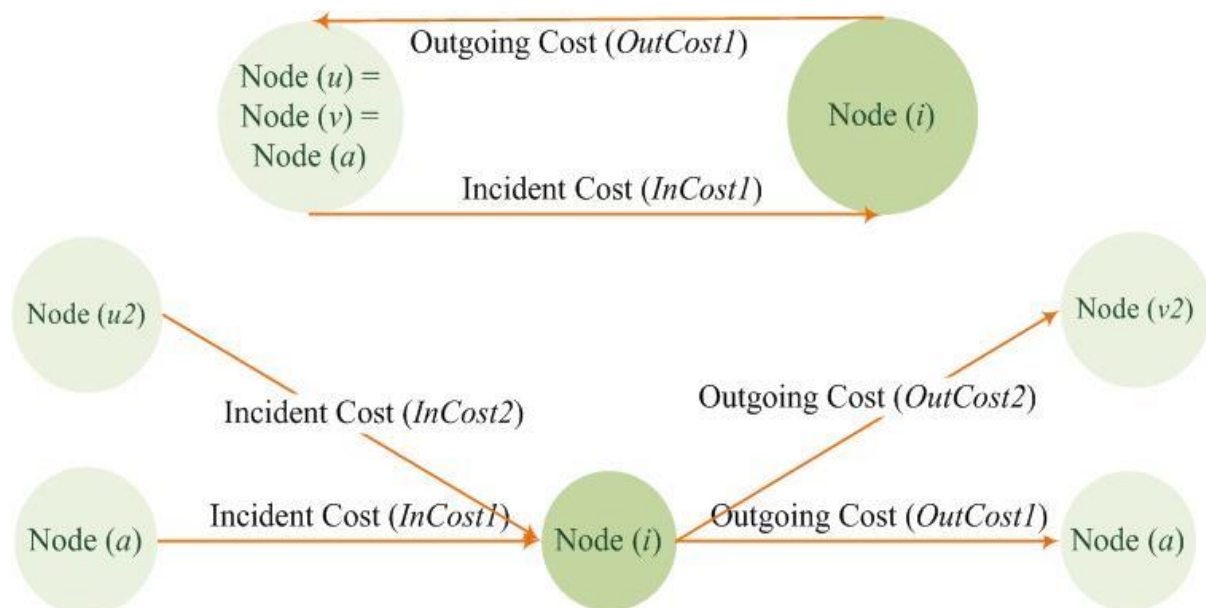 Outgoing Cost (OutCost1)
Node (u) =
Node (v) =
Node (a)
Node (i)
Incident Cost (InCost1)
Node (u2)
Node (v2)
Incident Cost (InCost2)
Outgoing Cost (OutCost2)
Incident Cost (InCost1)
Outgoing Cost (OutCost1)
Node (a)
Node (i)
Node (a)